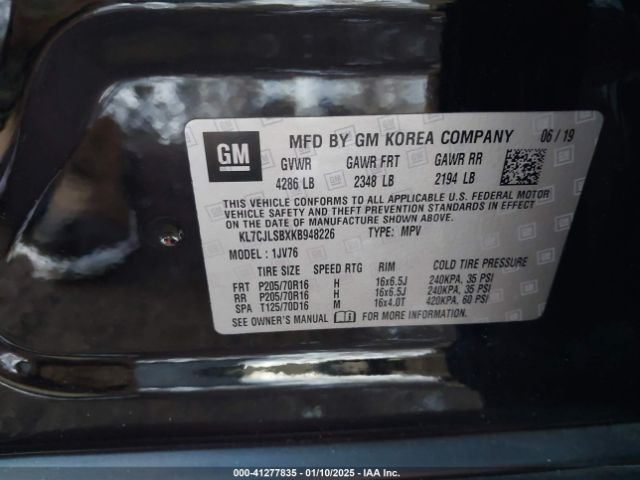 GM
MFD BY GM KOREA COMPANY 06/19
GVWR GAWR FRT GAWR RR
4286 LB 2348 LB 2194 LB
THIS VEHICLE CONFORMS TO ALL APPLICABLE U.S. FEDERAL MOTOR
VEHICLE SAFETY AND THEFT PREVENTION STANDARDS IN EFFECT ON
THE DATE OF MANUFACTURE SHOWN ABOVE.
KL7CJLSBXKB948226 TYPE: MPV
MODEL: 1JV76
TIRE SIZE SPEED RTG RIM COLD TIRE PRESSURE
FRT P205/70R16 H 16x6.5J 240KPA, 35 PSI
RR P205/70R16 H 16x6.5J 240KPA, 35 PSI
SPA T125/70D16 M 16x4.0T 420KPA, 60 PSI
SEE OWNER'S MANUAL FOR MORE INFORMATION.
© COPYRIGHT - 41277835 - 01/10/2025 - IAA Inc.